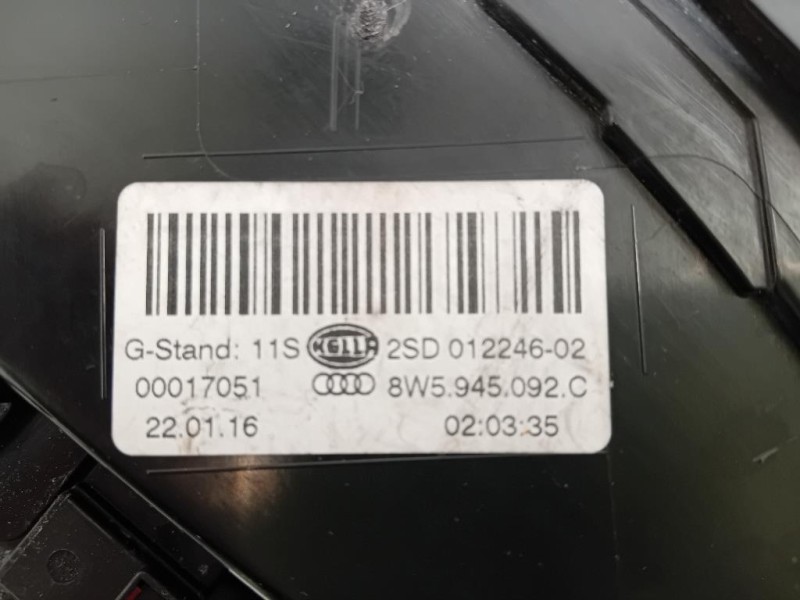 G-Stand: 11S HELLA 2SD 012246-02
00017051 8W5.945.092.C
22.01.16 02:03:35